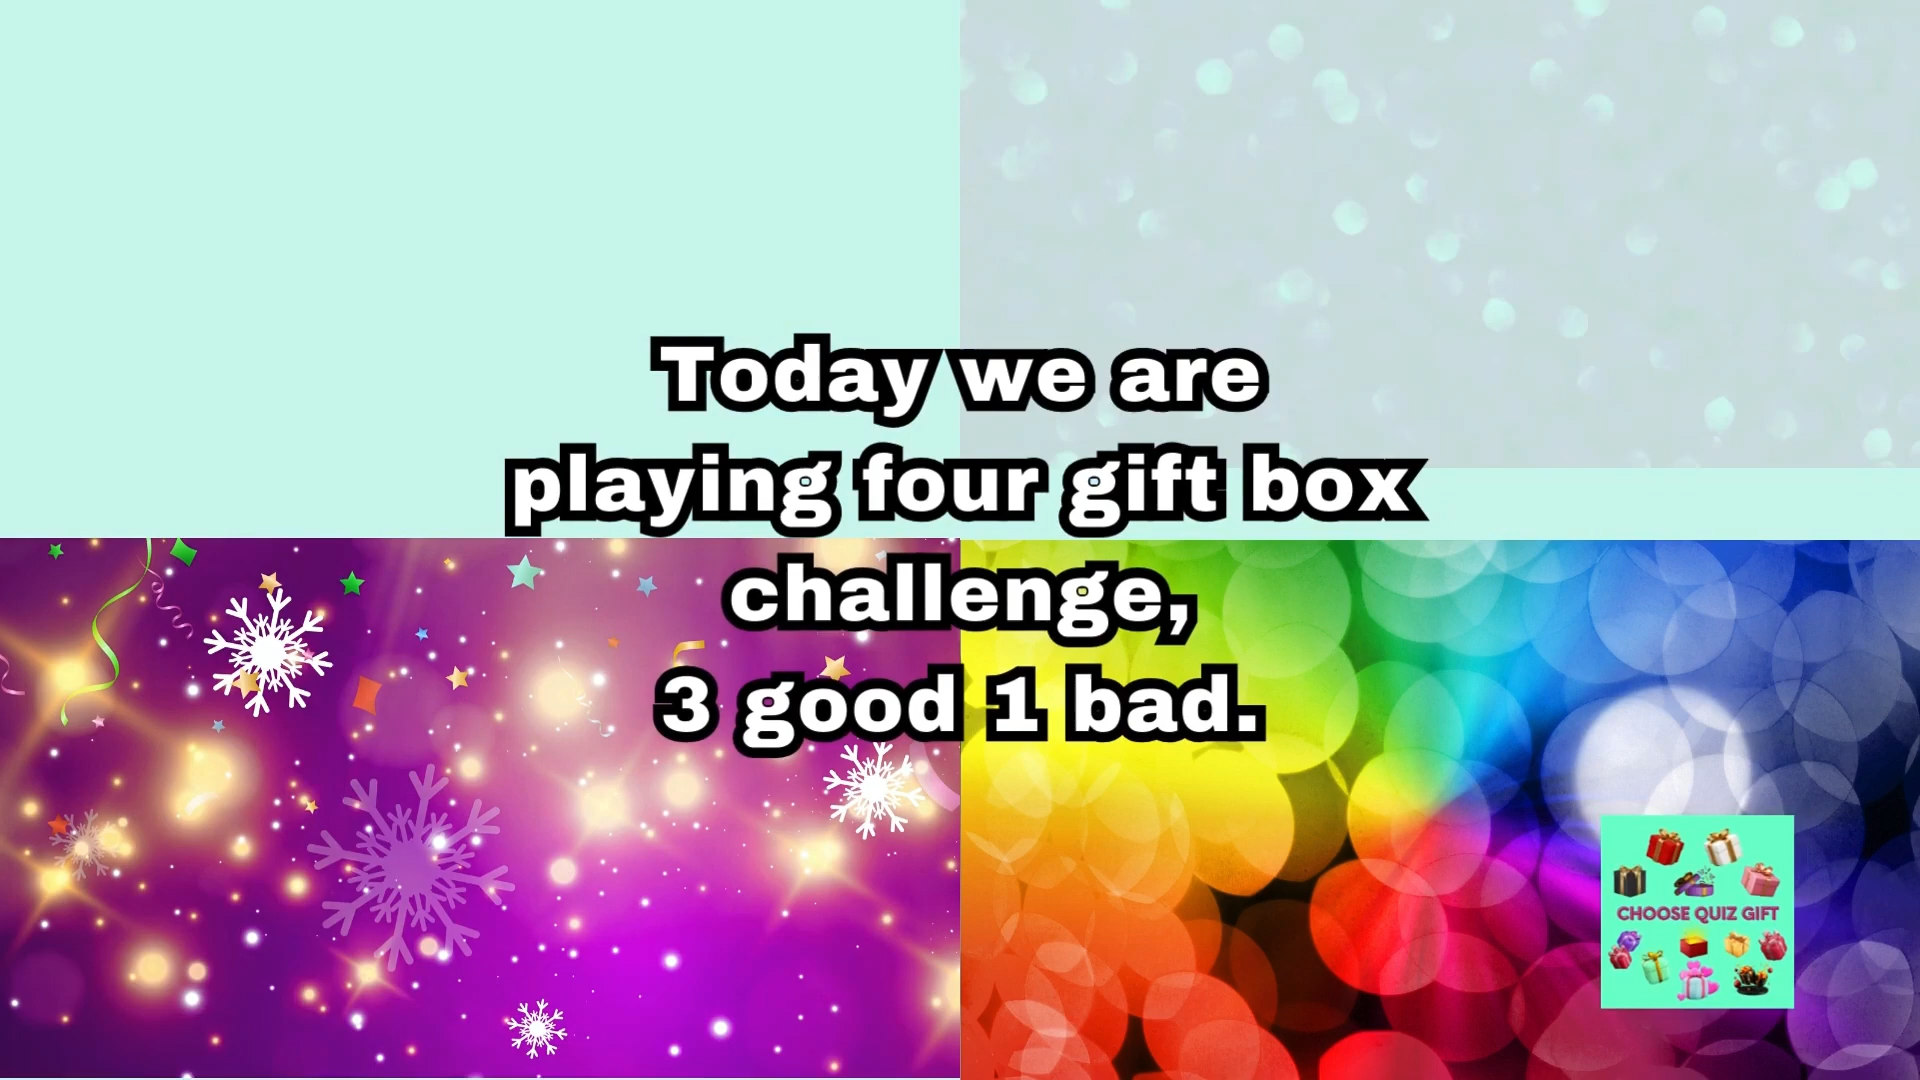 Today we are
playing four gift box
challenge,
3 good 1 bad.
CHOOSE QUIZ GIFT